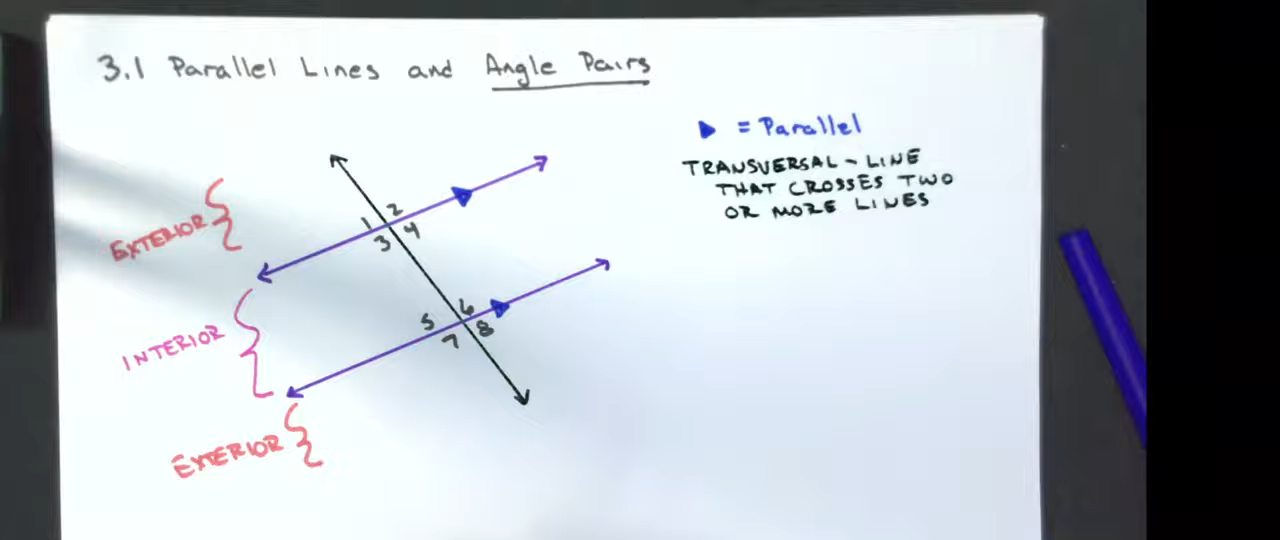 3.1 Parallel Lines and Angle Pairs
= Parallel
TRANSVERSAL - LINE
THAT CROSSES TWO
OR MORE LINES
EXTERIOR
1 2
3 4
INTERIOR
5 6
7 8
EXTERIOR